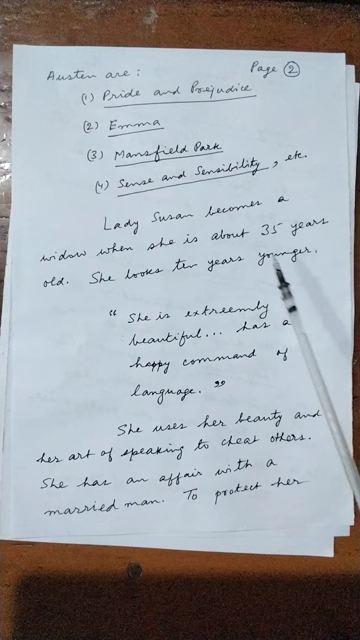 Austen are: Page 2
(1) Pride and Prejudice
(2) Emma
(3) Mansfield Park
(4) Sense and Sensibility, etc.
Lady Susan becomes a
widow when she is about 35 years
old. She looks ten years younger.
" She is extreemly
beautiful... has a
happy command of
language. "
She uses her beauty and
her art of speaking to cheat others.
She has an affair with a
married man. To protect her